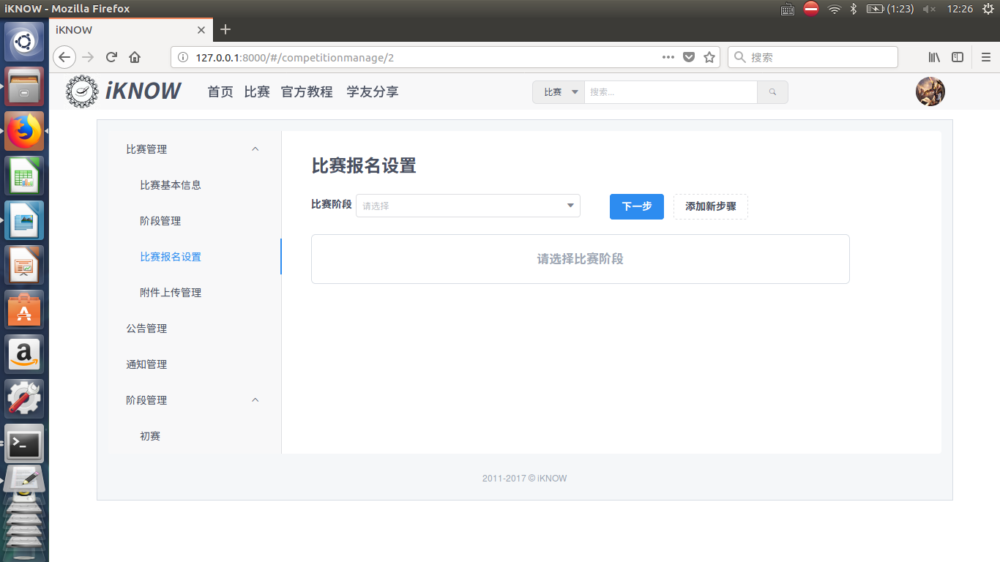 iKNOW - Mozilla Firefox
(1:23)
12:26
iKNOW
127.0.0.1:8000/#/competitionmanage/2
搜索
iKNOW
首页 比赛 官方教程 学友分享
比赛
搜索...
比赛管理
比赛基本信息
阶段管理
比赛报名设置
附件上传管理
公告管理
通知管理
阶段管理
初赛
比赛报名设置
比赛阶段 请选择
下一步
添加新步骤
请选择比赛阶段
2011-2017 © iKNOW